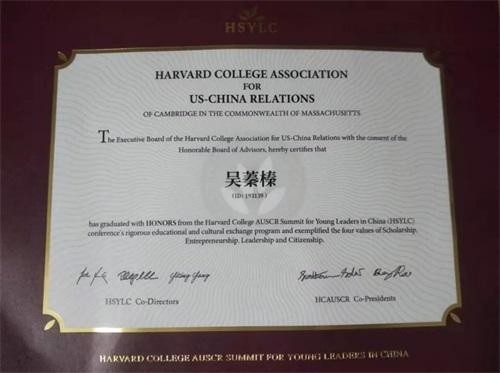 HSYLC
HARVARD COLLEGE ASSOCIATION
FOR
US-CHINA RELATIONS
OF CAMBRIDGE IN THE COMMONWEALTH OF MASSACHUSETTS
The Executive Board of the Harvard College Association for US-China Relations with the consent of the
Honorable Board of Advisors, hereby certifies that
吴蓁榛
(ID: 193139)
has graduated with HONORS from the Harvard College AUSCR Summit for Young Leaders in China (HSYLC)
conference's rigorous educational and cultural exchange program and exemplified the four values of Scholarship,
Entrepreneurship, Leadership and Citizenship.
HSYLC Co-Directors
HCAUSCR Co-Presidents
HARVARD COLLEGE AUSCR SUMMIT FOR YOUNG LEADERS IN CHINA